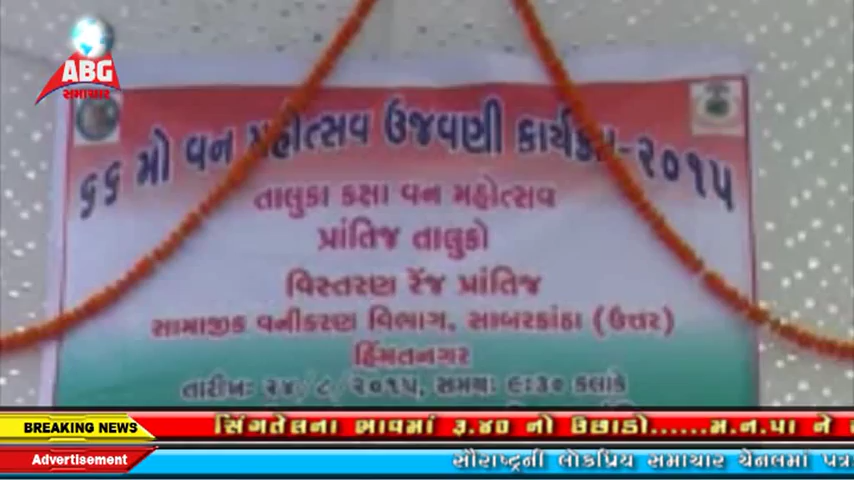 ABG
સમાચાર
૬૬ મો વન મહોત્સવ ઉજવણી કાર્યક્રમ-૨૦૧૫
તાલુકા કક્ષા વન મહોત્સવ
પ્રાંતિજ તાલુકો
વિસ્તરણ રેંજ પ્રાંતિજ
સામાજીક વનીકરણ વિભાગ, સાબરકાંઠા (ઉત્તર)
હિંમતનગર
તારીખઃ ૨૪/૮/૨૦૧૫, સમયઃ ૯:૩૦ કલાકે
BREAKING NEWS
સિંગતેલના ભાવમાં રૂ.૪૦ નો ઉછાડો......મ.ન.પા ને
Advertisement
સૌરાષ્ટ્રની લોકપ્રિય સમાચાર ચેનલમાં પત્ર